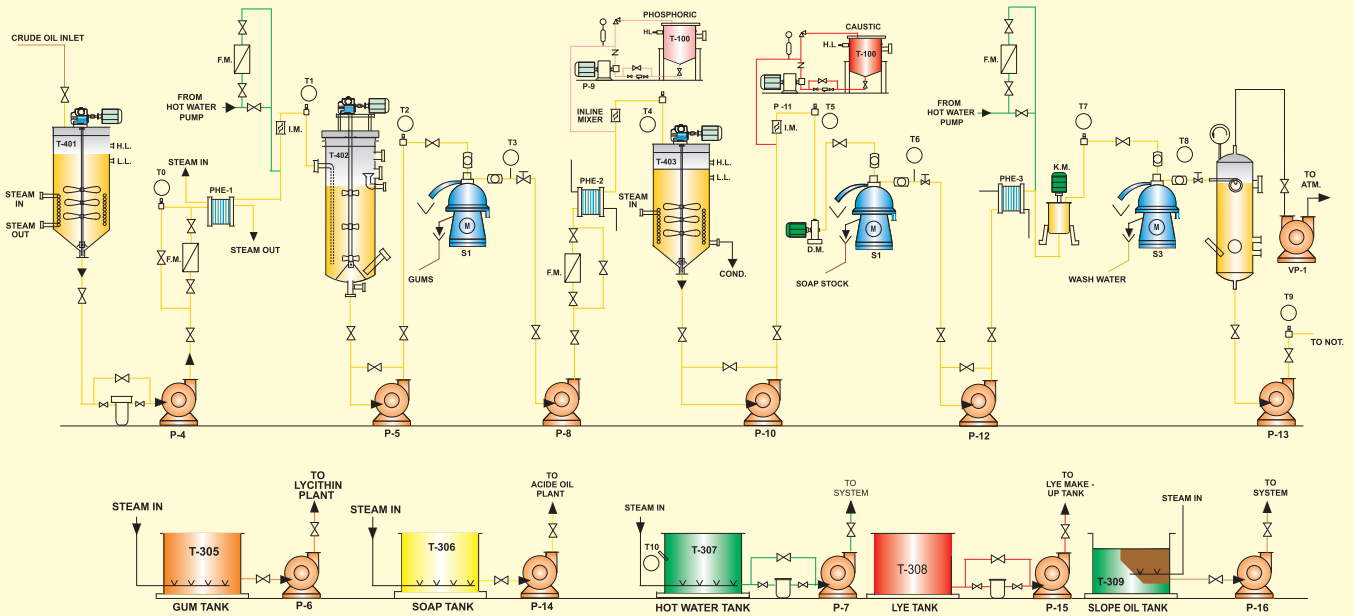 PHOSPHORIC
HL
T-100
P-9
CAUSTIC
H.L
T-100
P -11
CRUDE OIL INLET
F.M.
FROM
HOT WATER
PUMP
T1
I.M.
T-401
H.L.
L.L.
STEAM
IN
STEAM
OUT
STEAM IN
T0
PHE-1
STEAM OUT
F.M.
P-4
T-402
T2
T3
M
S1
GUMS
P-5
INLINE
MIXER
PHE-2
F.M.
P-8
T4
T-403
H.L.
L.L.
STEAM
IN
COND.
P-10
I.M.
T5
D.M.
T6
M
S1
SOAP STOCK
F.M.
FROM
HOT WATER
PUMP
PHE-3
P-12
K.M.
T7
T8
M
S3
WASH WATER
TO
ATM.
VP-1
T9
TO NOT.
P-13
STEAM IN
T-305
GUM TANK
TO
LYCITHIN
PLANT
P-6
STEAM IN
T-306
SOAP TANK
TO
ACIDE OIL
PLANT
P-14
STEAM IN
T10
T-307
HOT WATER TANK
TO
SYSTEM
P-7
T-308
LYE TANK
TO
LYE MAKE -
UP TANK
P-15
STEAM IN
T-309
SLOPE OIL TANK
TO
SYSTEM
P-16